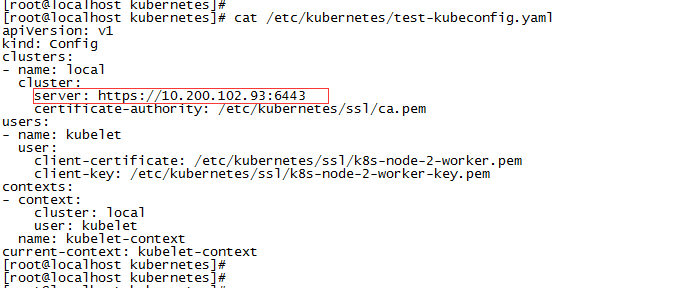 [root@localhost kubernetes]#
[root@localhost kubernetes]# cat /etc/kubernetes/test-kubeconfig.yaml
apiversion: v1
kind: Config
clusters:
- name: local
  cluster:
    server: https://10.200.102.93:6443
    certificate-authority: /etc/kubernetes/ssl/ca.pem
users:
- name: kubelet
  user:
    client-certificate: /etc/kubernetes/ssl/k8s-node-2-worker.pem
    client-key: /etc/kubernetes/ssl/k8s-node-2-worker-key.pem
contexts:
- context:
    cluster: local
    user: kubelet
  name: kubelet-context
current-context: kubelet-context
[root@localhost kubernetes]#
[root@localhost kubernetes]#
[root@localhost kubernetes]#